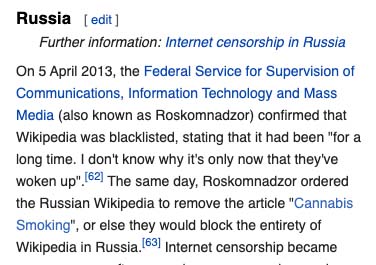 Russia [ edit ]
Further information: Internet censorship in Russia
On 5 April 2013, the Federal Service for Supervision of
Communications, Information Technology and Mass
Media (also known as Roskomnadzor) confirmed that
Wikipedia was blacklisted, stating that it had been "for a
long time. I don't know why it's only now that they've
woken up".[62] The same day, Roskomnadzor ordered
the Russian Wikipedia to remove the article "Cannabis
Smoking", or else they would block the entirety of
Wikipedia in Russia.[63] Internet censorship became